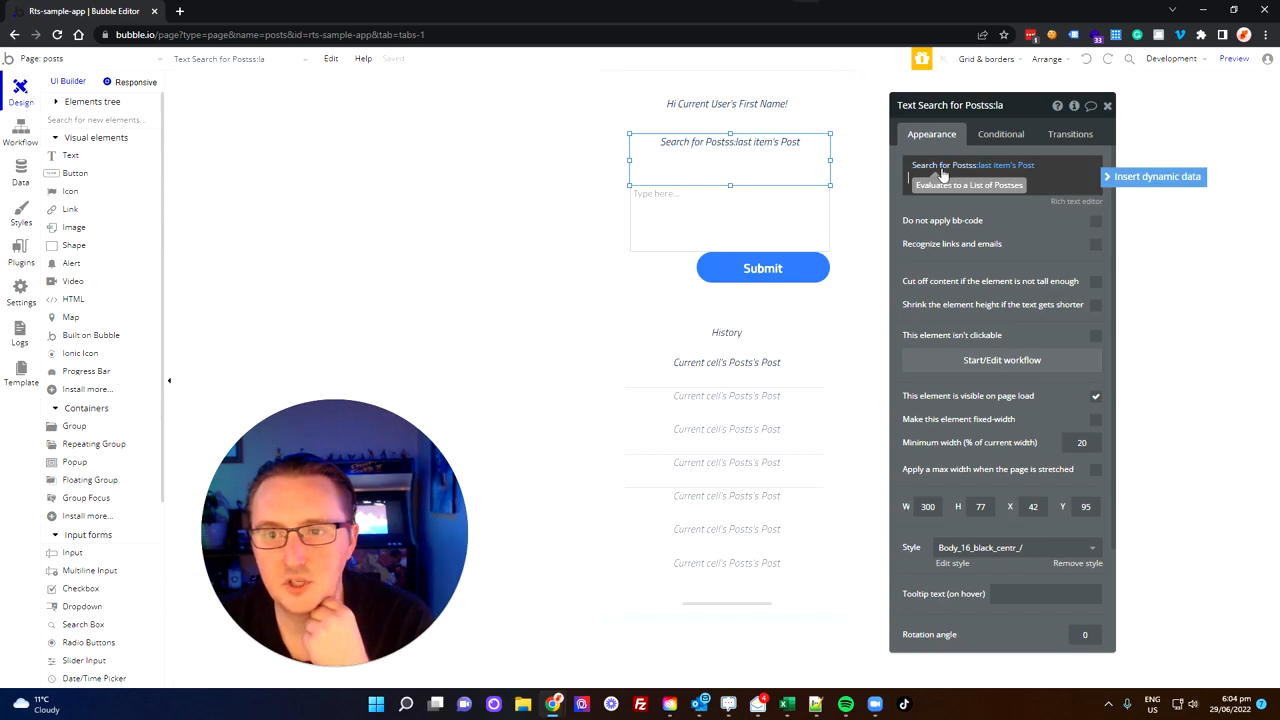 Rts-sample-app | Bubble Editor
bubble.io/page?type=page&name=posts&id=rts-sample-app&tab=tabs-1
Page: posts
Text Search for Postss:la
Edit
Help
Saved
Grid & borders
Arrange
Development
Preview
UI Builder
Responsive
Design
Workflow
Data
Styles
Plugins
Settings
Logs
Template
Elements tree
Search for new elements...
Visual elements
Text
Button
Icon
Link
Image
Shape
Alert
Video
</> HTML
Map
Built on Bubble
Ionic Icon
Progress Bar
Install more...
Containers
Group
Repeating Group
Popup
Floating Group
Group Focus
Install more...
Input forms
Input
Multiline Input
Checkbox
Dropdown
Search Box
Radio Buttons
Slider Input
Date/Time Picker
Hi Current User's First Name!
Search for Postss:last item's Post
Type here...
Submit
History
Current cell's Posts's Post
Current cell's Posts's Post
Current cell's Posts's Post
Current cell's Posts's Post
Current cell's Posts's Post
Current cell's Posts's Post
Current cell's Posts's Post
Text Search for Postss:la
Appearance
Conditional
Transitions
Search for Postss:last item's Post
Evaluates to a List of Postses
Insert dynamic data
Rich text editor
Do not apply bb-code
Recognize links and emails
Cut off content if the element is not tall enough
Shrink the element height if the text gets shorter
This element isn't clickable
Start/Edit workflow
This element is visible on page load
Make this element fixed-width
Minimum width (% of current width) 20
Apply a max width when the page is stretched
W 300 H 77 X 42 Y 95
Style Body_16_black_centr_/
Edit style
Remove style
Tooltip text (on hover)
Rotation angle 0
11°C
Cloudy
ENG
US
6:04 pm
29/06/2022